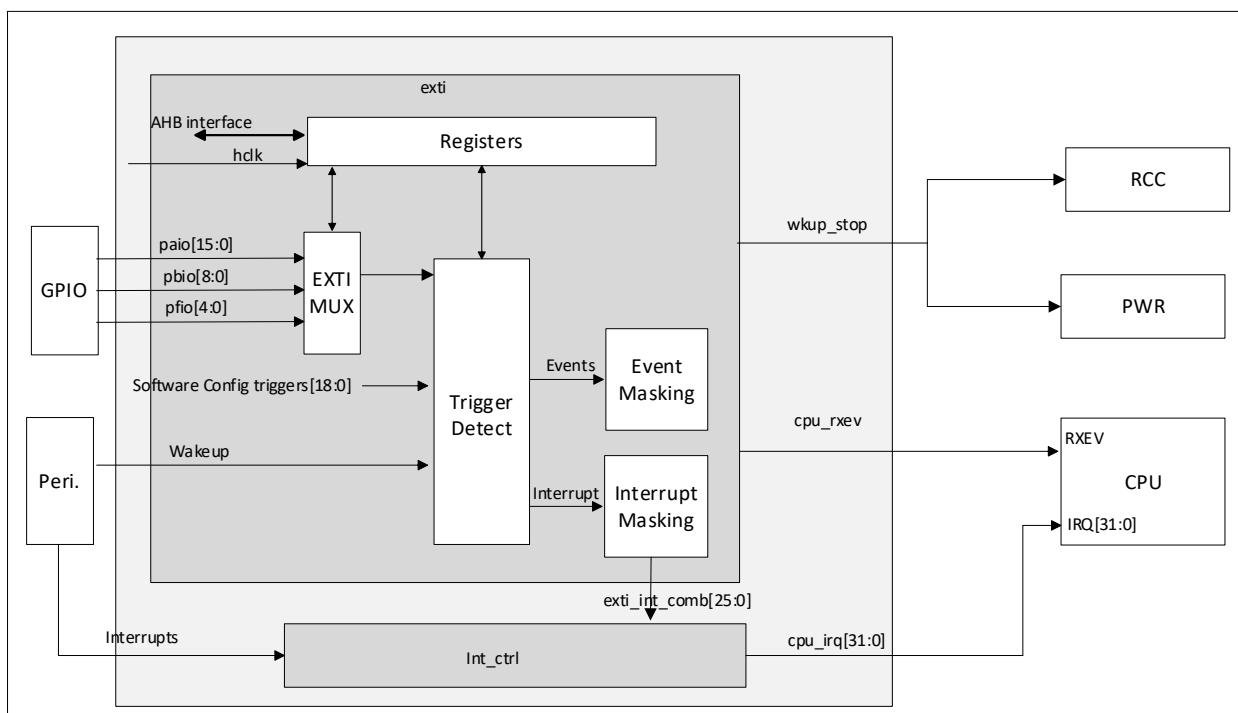 exti
AHB interface
Registers
hclk
RCC
wkup_stop
paio[15:0]
GPIO
pbio[8:0]
EXTI
MUX
pfio[4:0]
PWR
Events
Event
Masking
Software Config triggers[18:0]
Trigger
Detect
cpu_rxev
RXEV
Wakeup
Peri.
CPU
Interrupt
Interrupt
Masking
IRQ[31:0]
exti_int_comb[25:0]
Interrupts
Int_ctrl
cpu_irq[31:0]